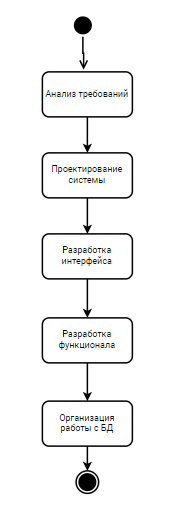 Анализ требований
Проектирование
системы
Разработка
интерфейса
Разработка
функционала
Организация
работы с БД